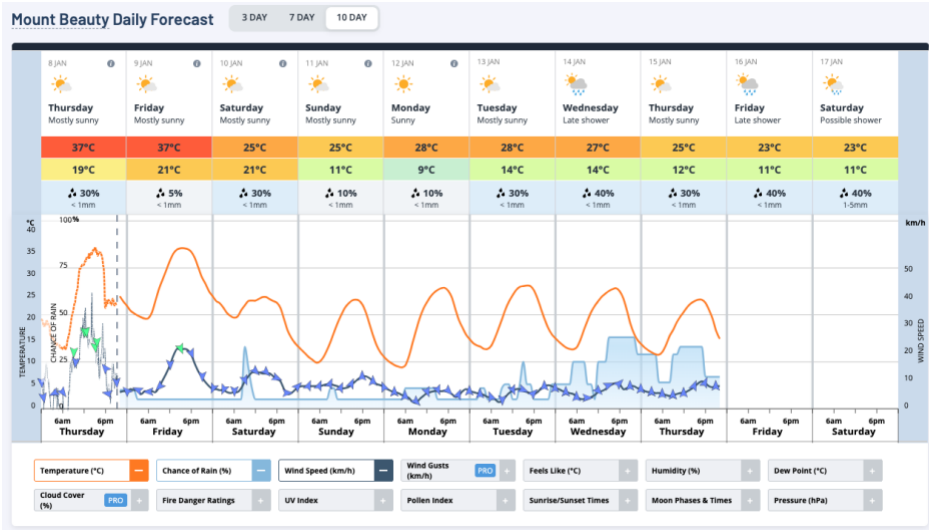 Mount Beauty Daily Forecast
3 DAY 7 DAY 10 DAY
8 JAN 9 JAN 10 JAN 11 JAN 12 JAN 13 JAN 14 JAN 15 JAN 16 JAN 17 JAN
Thursday Friday Saturday Sunday Monday Tuesday Wednesday Thursday Friday Saturday
Mostly sunny Mostly sunny Mostly sunny Mostly sunny Sunny Mostly sunny Late shower Mostly sunny Late shower Possible shower
37°C 37°C 25°C 25°C 28°C 28°C 27°C 25°C 23°C 23°C
19°C 21°C 21°C 11°C 9°C 14°C 14°C 12°C 11°C 11°C
30% 5% 30% 10% 10% 30% 40% 30% 40% 40%
< 1mm < 1mm < 1mm < 1mm < 1mm < 1mm < 1mm < 1mm < 1mm 1-5mm
°C 100% km/h
40
35
75
30 50
25 40
50
20 30
15 20
25
10 10
5
0 0 0
TEMPERATURE
CHANCE OF RAIN
WIND SPEED
6am 6pm 6am 6pm 6am 6pm 6am 6pm 6am 6pm 6am 6pm 6am 6pm 6am 6pm 6am 6pm 6am 6pm
Thursday Friday Saturday Sunday Monday Tuesday Wednesday Thursday Friday Saturday
Temperature (°C) − Chance of Rain (%) − Wind Speed (km/h) − Wind Gusts (km/h) PRO + Feels Like (°C) + Humidity (%) + Dew Point (°C) +
Cloud Cover (%) PRO + Fire Danger Ratings + UV Index + Pollen Index + Sunrise/Sunset Times + Moon Phases & Times + Pressure (hPa) +